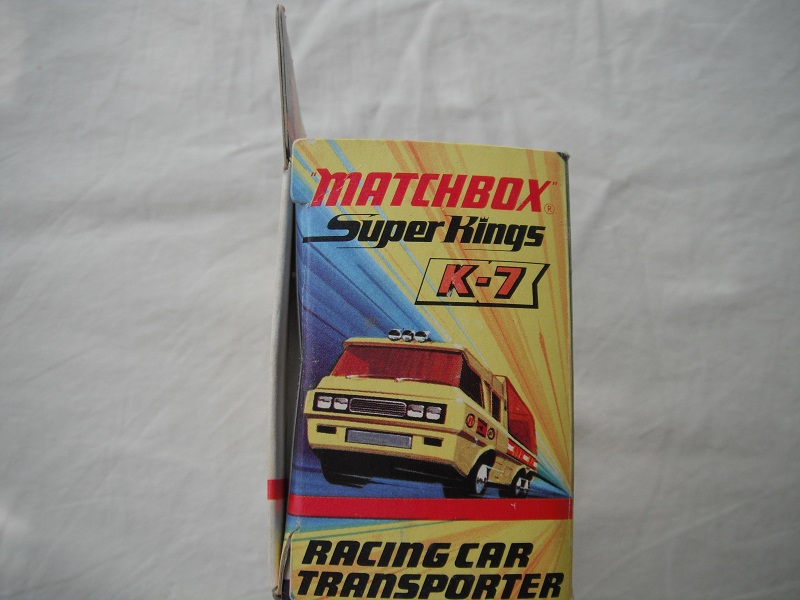 "MATCHBOX"®
Super Kings
K-7
RACING CAR
TRANSPORTER